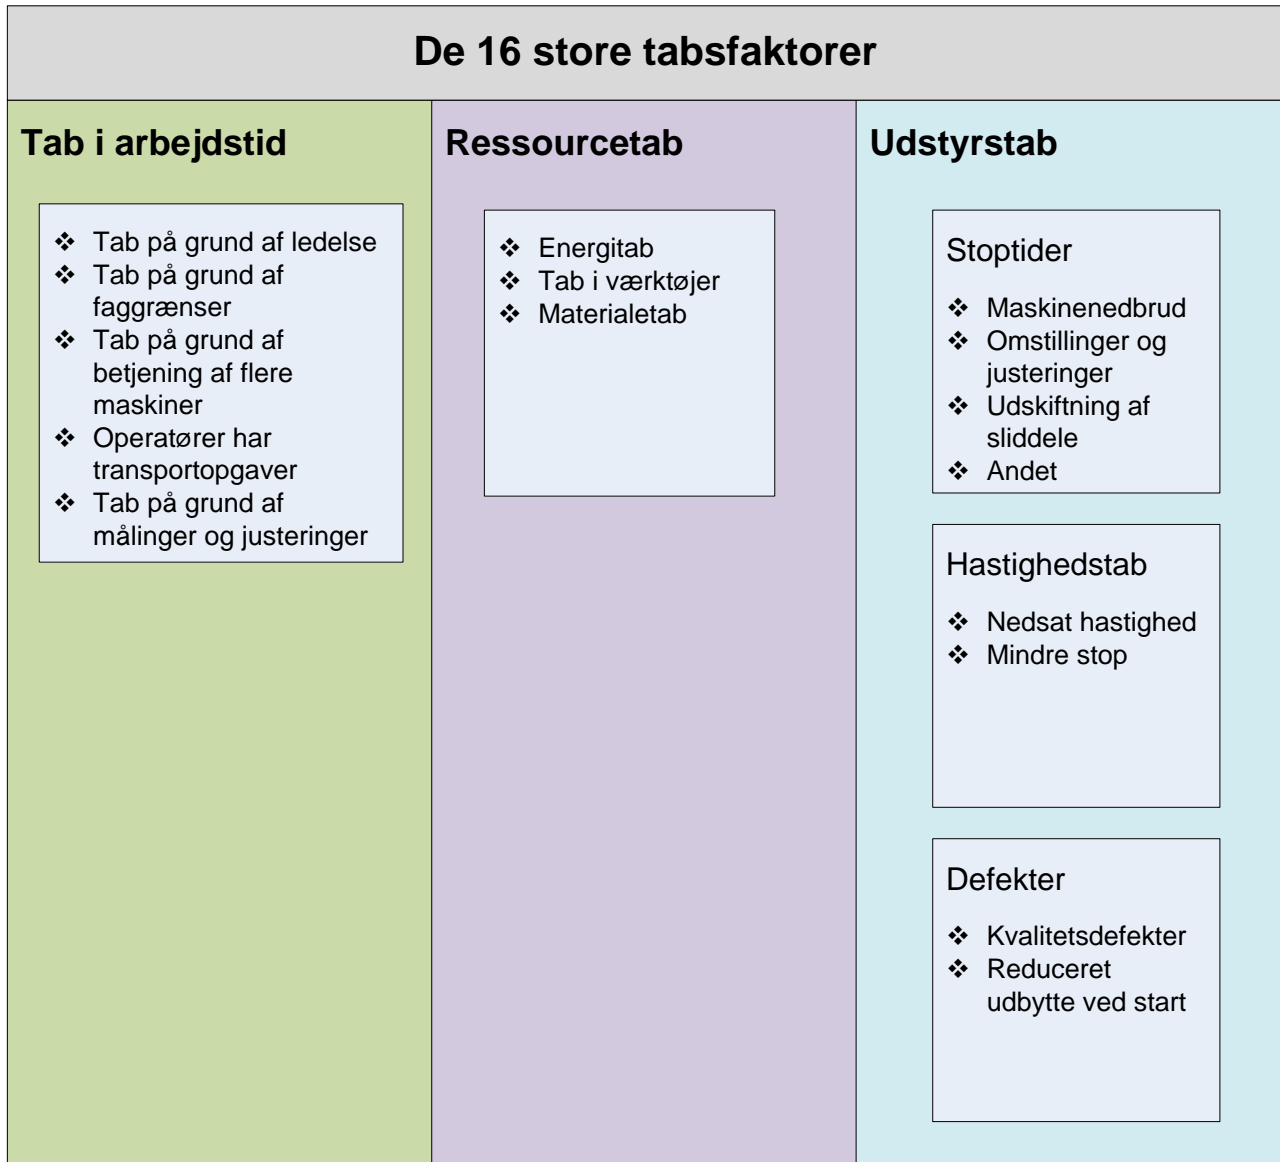 De 16 store tabsfaktorer
Tab i arbejdstid
❖ Tab på grund af ledelse
❖ Tab på grund af
faggrænser
❖ Tab på grund af
betjening af flere
maskiner
❖ Operatører har
transportopgaver
❖ Tab på grund af
målinger og justeringer
Ressourcetab
❖ Energitab
❖ Tab i værktøjer
❖ Materialetab
Udstyrstab
Stoptider
❖ Maskinenedbrud
❖ Omstillinger og
justeringer
❖ Udskiftning af
sliddele
❖ Andet
Hastighedstab
❖ Nedsat hastighed
❖ Mindre stop
Defekter
❖ Kvalitetsdefekter
❖ Reduceret
udbytte ved start